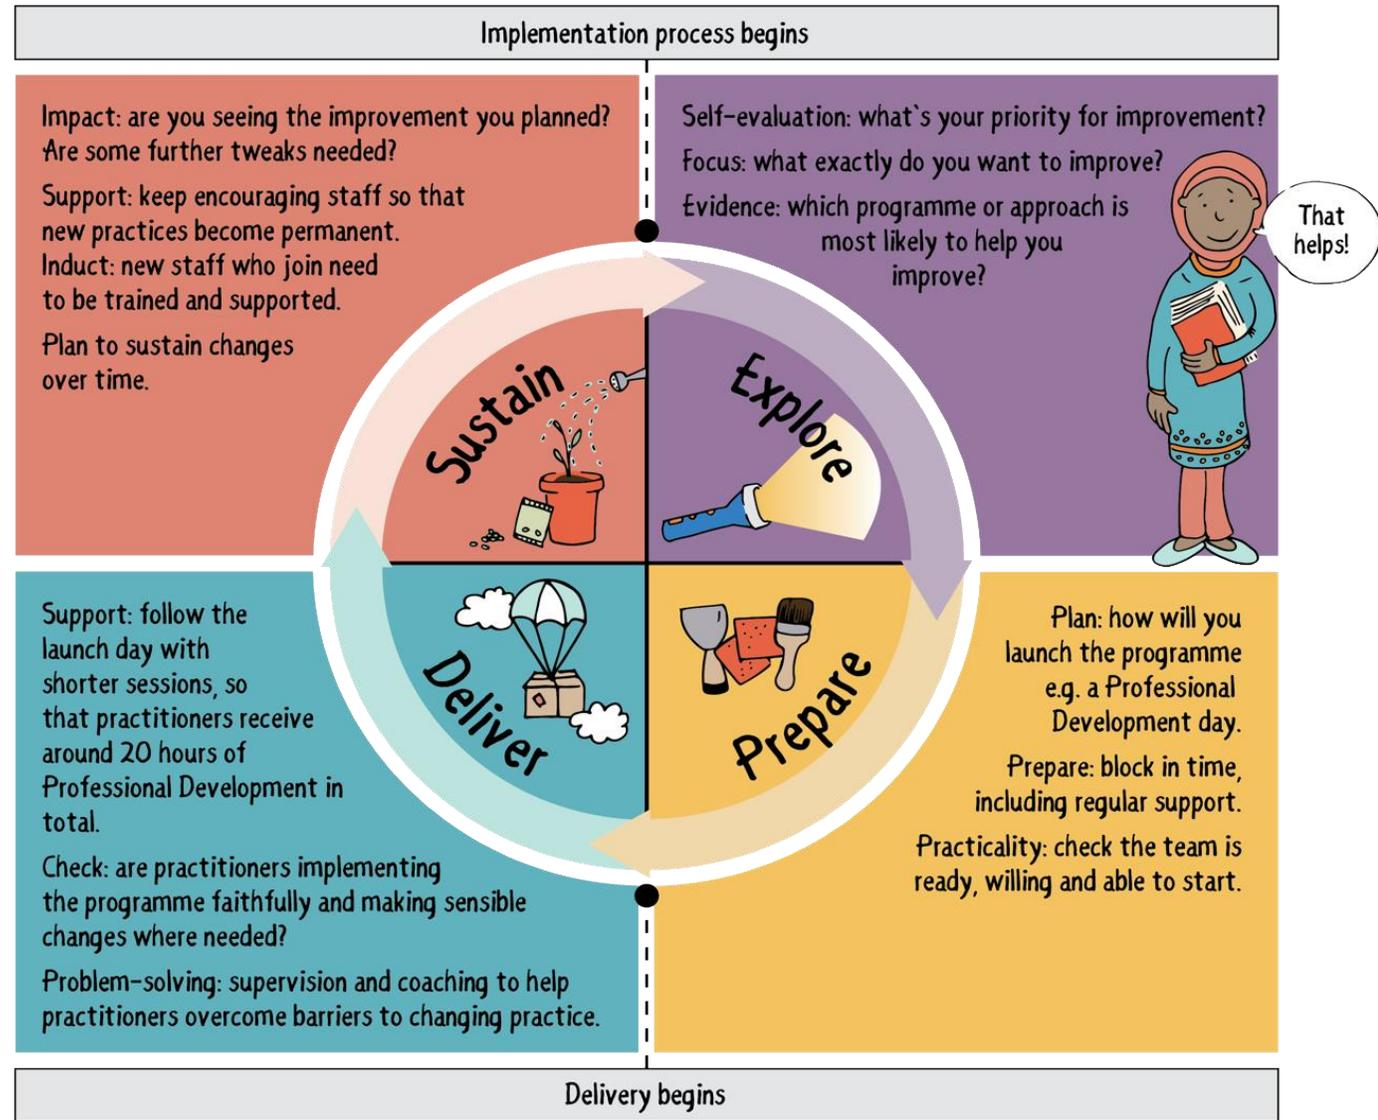 Implementation process begins
Impact: are you seeing the improvement you planned?
Are some further tweaks needed?
Support: keep encouraging staff so that
new practices become permanent.
Induct: new staff who join need
to be trained and supported.
Plan to sustain changes
over time.
Self-evaluation: what`s your priority for improvement?
Focus: what exactly do you want to improve?
Evidence: which programme or approach is
most likely to help you
improve?
That
helps!
Sustain
Explore
Deliver
Prepare
Support: follow the
launch day with
shorter sessions, so
that practitioners receive
around 20 hours of
Professional Development in
total.
Check: are practitioners implementing
the programme faithfully and making sensible
changes where needed?
Problem-solving: supervision and coaching to help
practitioners overcome barriers to changing practice.
Plan: how will you
launch the programme
e.g. a Professional
Development day.
Prepare: block in time,
including regular support.
Practicality: check the team is
ready, willing and able to start.
Delivery begins